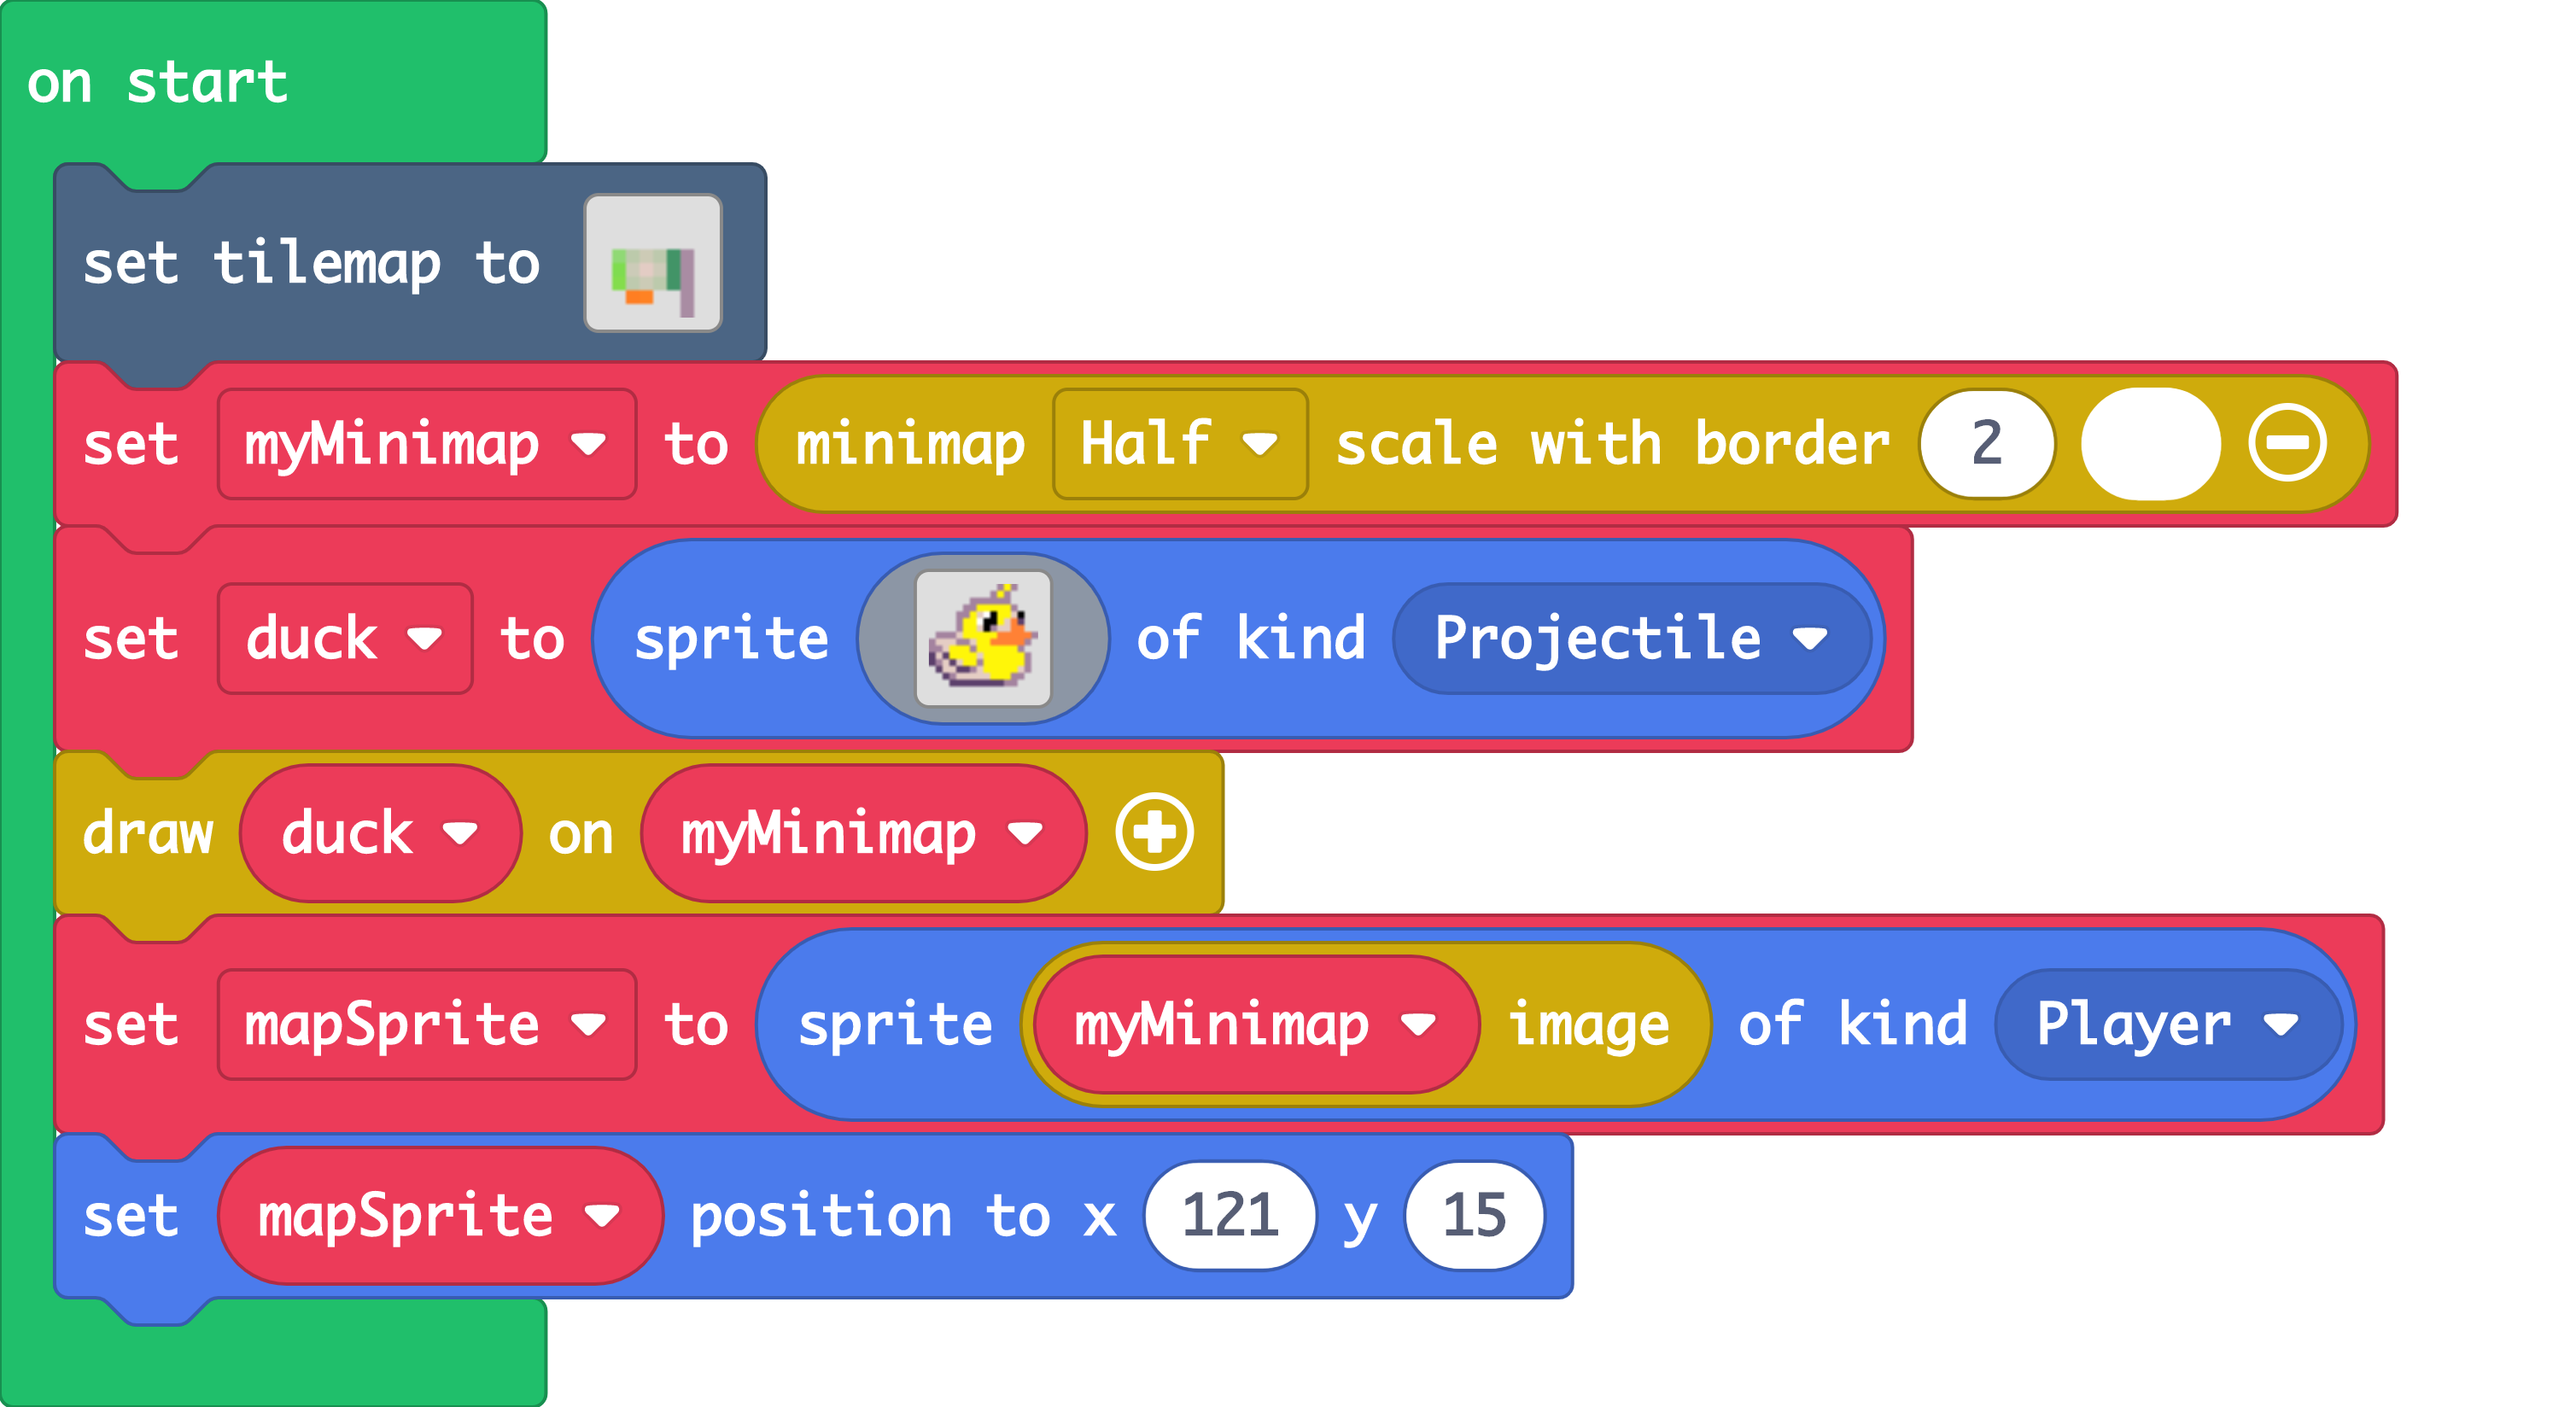 on start
set tilemap to
set myMinimap to minimap Half scale with border 2
set duck to sprite of kind Projectile
draw duck on myMinimap
set mapSprite to sprite myMinimap image of kind Player
set mapSprite position to x 121 y 15